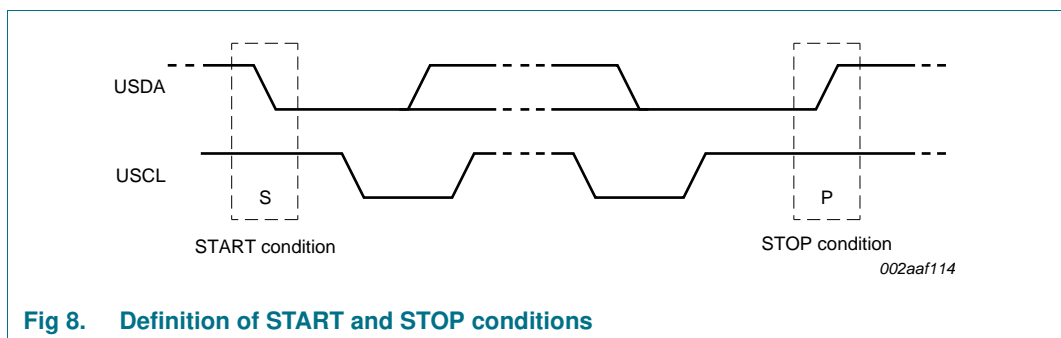 USDA
USCL
S
P
START condition
STOP condition
002aaf114
Fig 8. Definition of START and STOP conditions